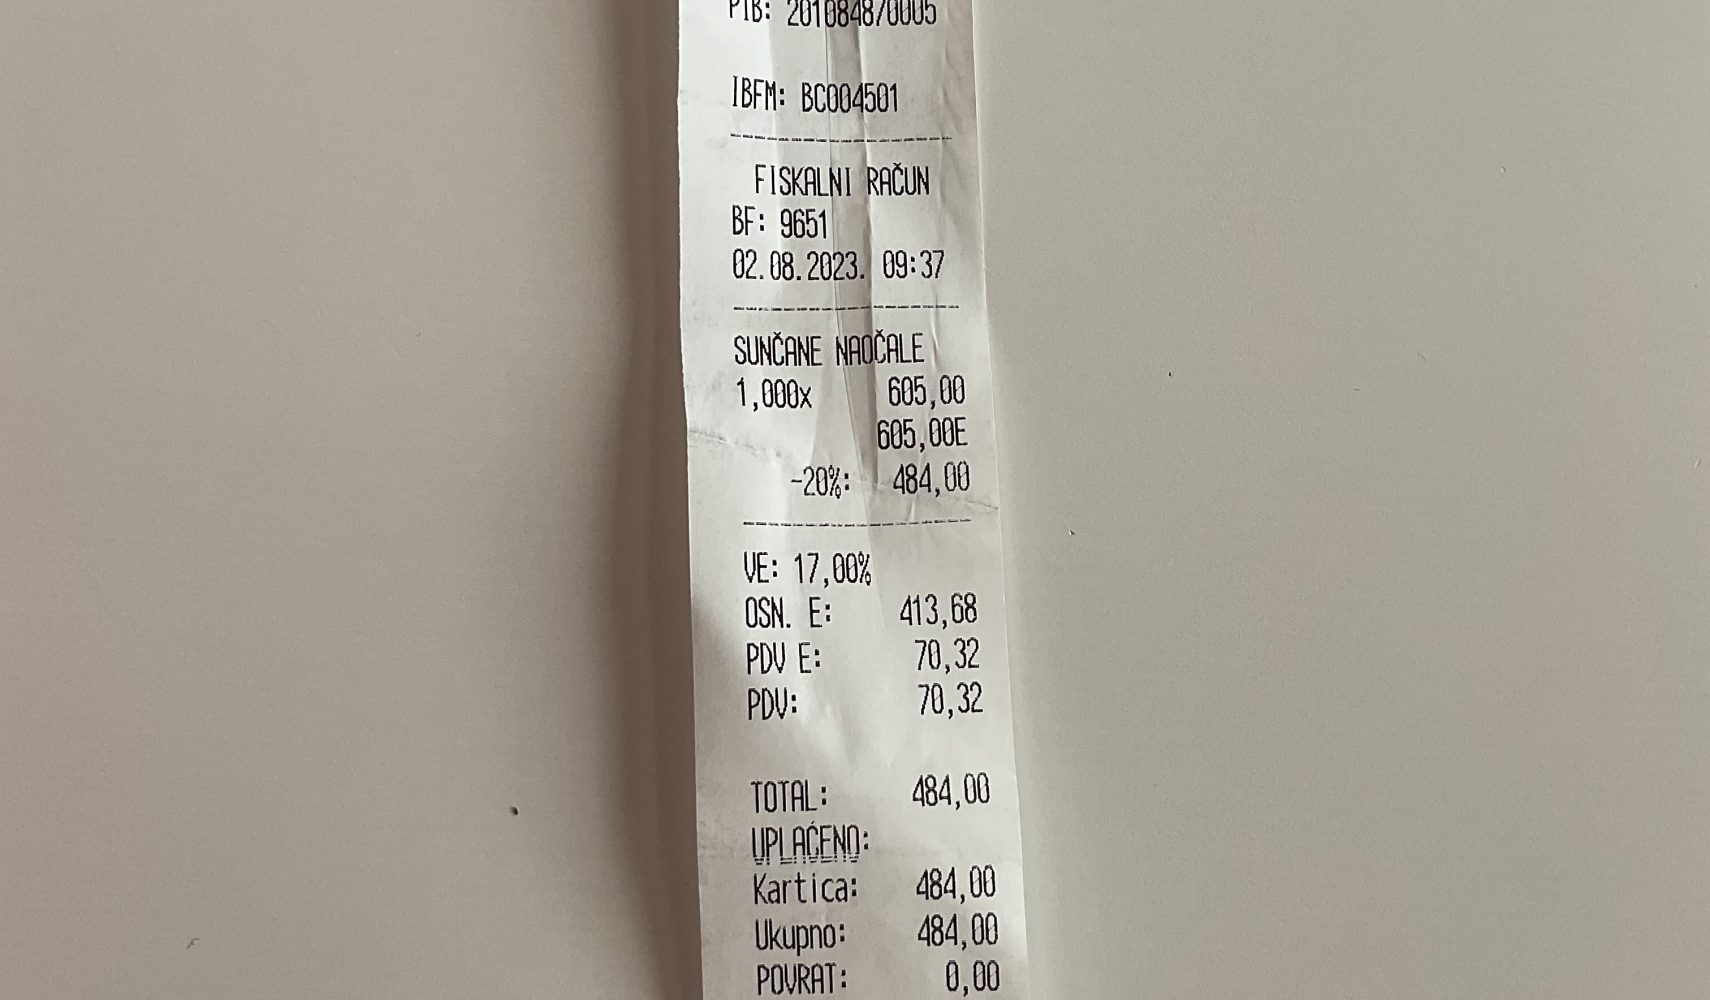 PIB: 201084870005
IBFM: BC004501
FISKALNI RAČUN
BF: 9651
02.08.2023. 09:37
SUNČANE NAOČALE
1,000x 605,00
605,00E
-20%: 484,00
VE: 17,00%
OSN. E: 413,68
PDV E: 70,32
PDV: 70,32
TOTAL: 484,00
UPLAĆENO:
Kartica: 484,00
Ukupno: 484,00
POVRAT: 0,00